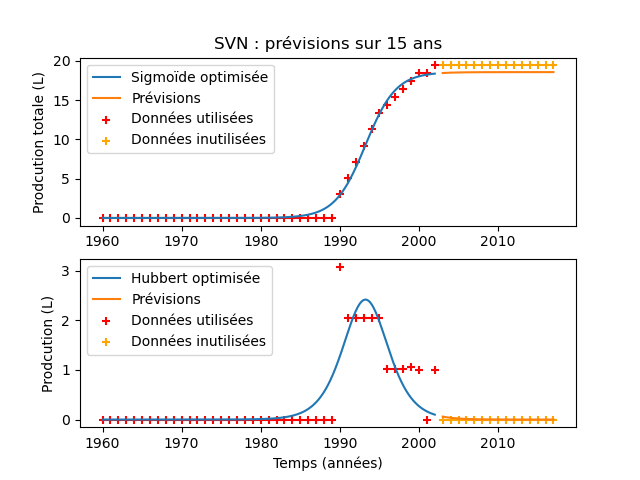 SVN : prévisions sur 15 ans
Prodcution totale (L)
20
15
10
5
0
Sigmoïde optimisée
Prévisions
Données utilisées
Données inutilisées
1960 1970 1980 1990 2000 2010
Prodcution (L)
3
2
1
0
Hubbert optimisée
Prévisions
Données utilisées
Données inutilisées
1960 1970 1980 1990 2000 2010
Temps (années)